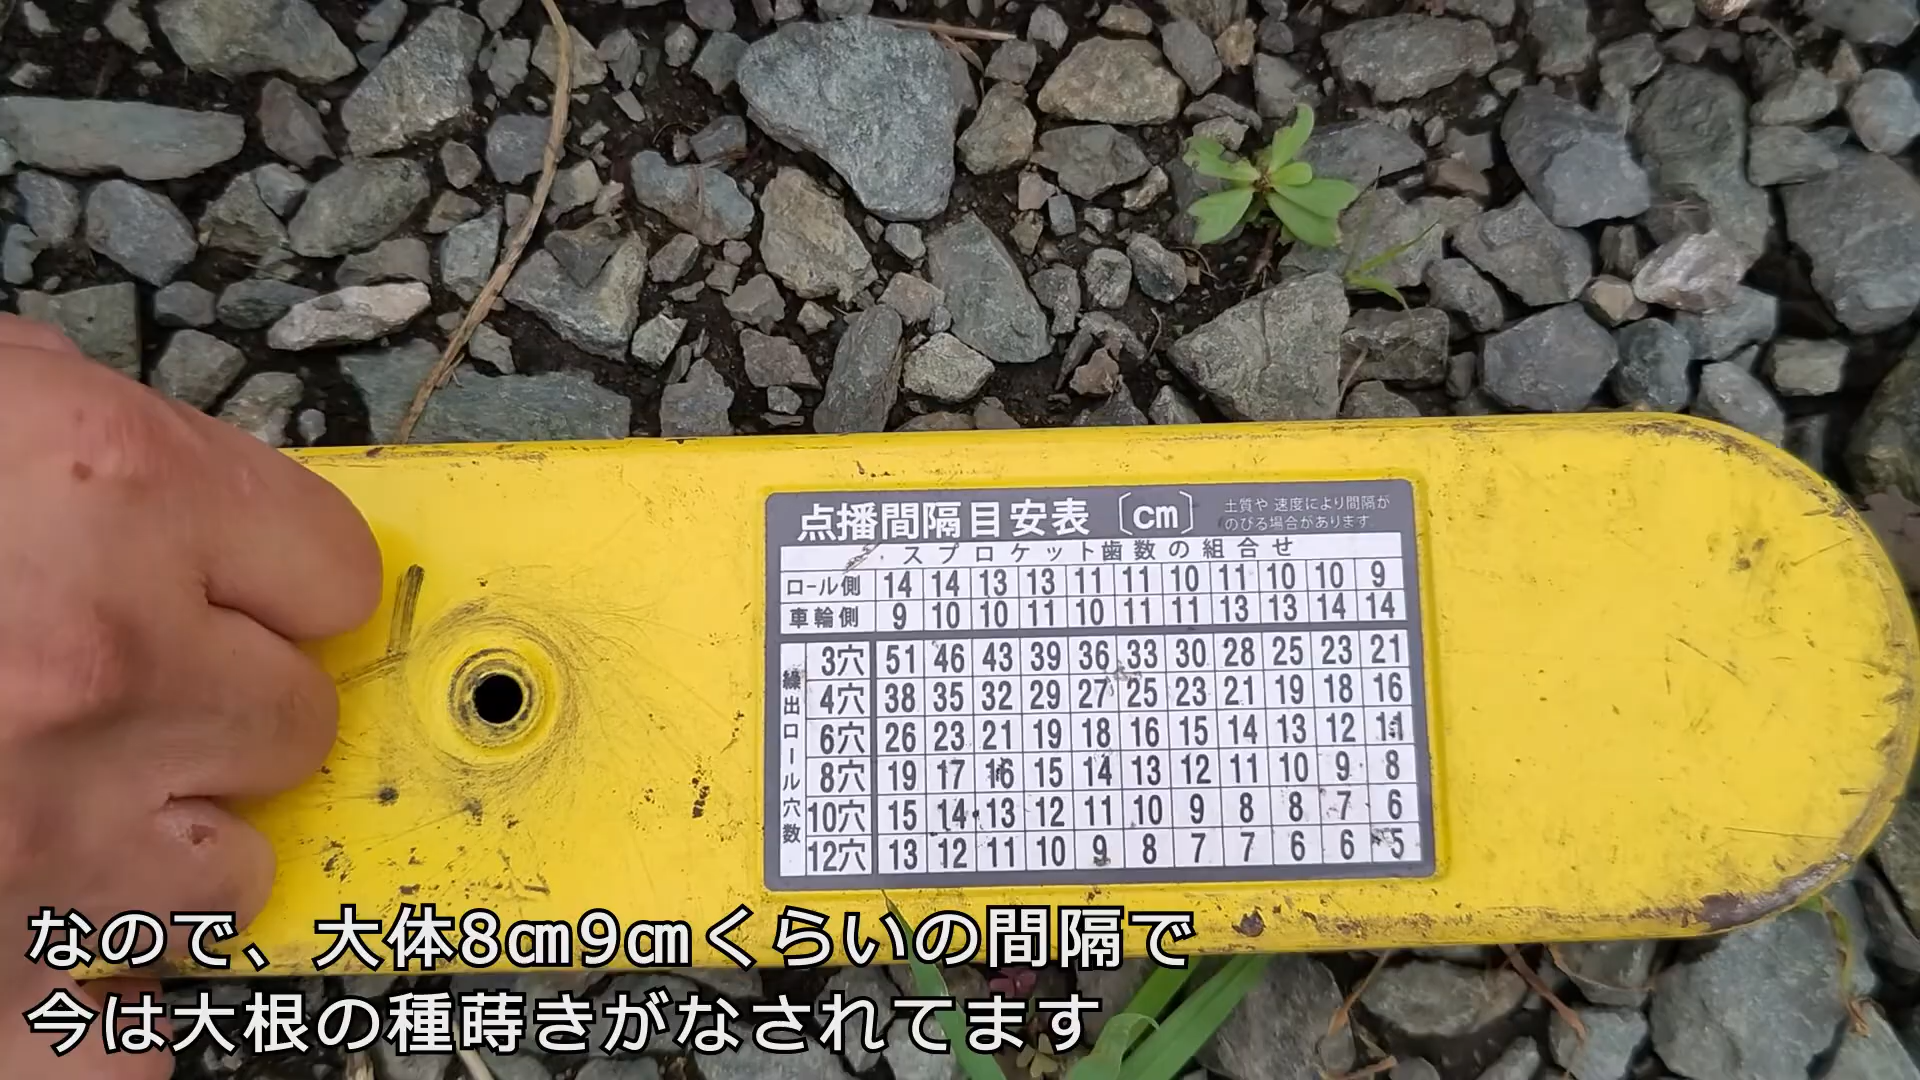 点播間隔目安表〔cm〕
土質や速度により間隔が
のびる場合があります
スプロケット歯数の組合せ
ロール側 14 14 13 13 11 11 10 11 10 10 9
車輪側 9 10 10 11 10 11 11 13 13 14 14
繰出ロール穴数
3穴 51 46 43 39 36 33 30 28 25 23 21
4穴 38 35 32 29 27 25 23 21 19 18 16
6穴 26 23 21 19 18 16 15 14 13 12 11
8穴 19 17 16 15 14 13 12 11 10 9 8
10穴 15 14 13 12 11 10 9 8 8 7 6
12穴 13 12 11 10 9 8 7 7 6 6 5
なので、大体8㎝9㎝くらいの間隔で
今は大根の種蒔きがなされてます